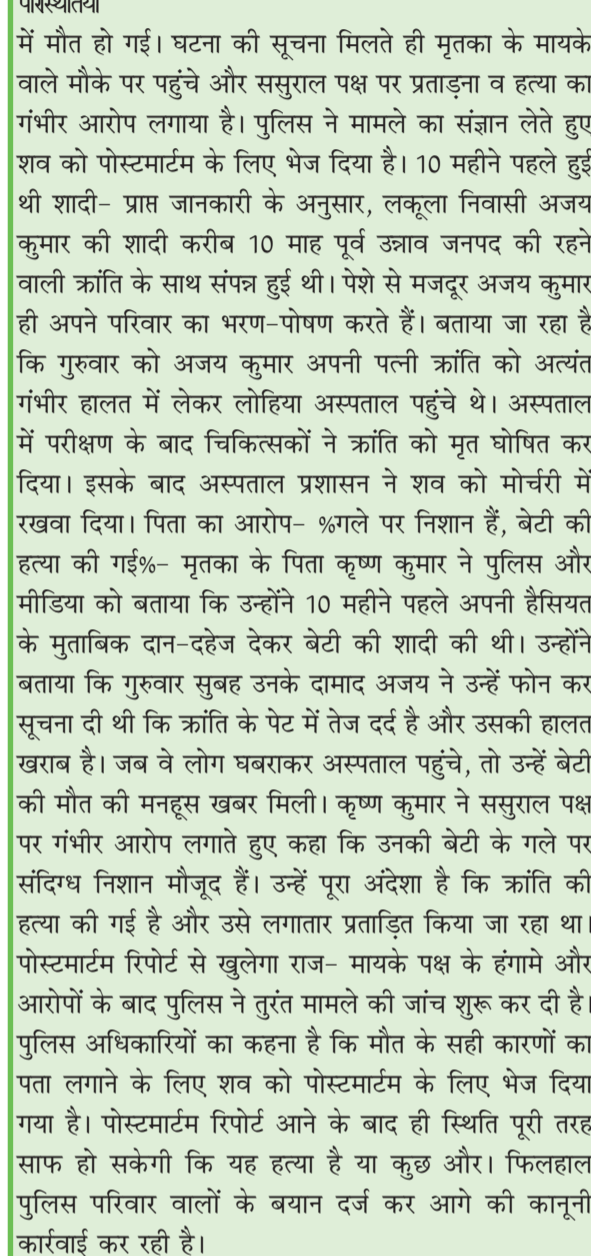 परिस्थितियों
में मौत हो गई। घटना की सूचना मिलते ही मृतका के मायके
वाले मौके पर पहुंचे और ससुराल पक्ष पर प्रताड़ना व हत्या का
गंभीर आरोप लगाया है। पुलिस ने मामले का संज्ञान लेते हुए
शव को पोस्टमार्टम के लिए भेज दिया है। 10 महीने पहले हुई
थी शादी- प्राप्त जानकारी के अनुसार, लकूला निवासी अजय
कुमार की शादी करीब 10 माह पूर्व उन्नाव जनपद की रहने
वाली क्रांति के साथ संपन्न हुई थी। पेशे से मजदूर अजय कुमार
ही अपने परिवार का भरण-पोषण करते हैं। बताया जा रहा है
कि गुरुवार को अजय कुमार अपनी पत्नी क्रांति को अत्यंत
गंभीर हालत में लेकर लोहिया अस्पताल पहुंचे थे। अस्पताल
में परीक्षण के बाद चिकित्सकों ने क्रांति को मृत घोषित कर
दिया। इसके बाद अस्पताल प्रशासन ने शव को मोर्चरी में
रखवा दिया। पिता का आरोप- %गले पर निशान हैं, बेटी की
हत्या की गई%- मृतका के पिता कृष्ण कुमार ने पुलिस और
मीडिया को बताया कि उन्होंने 10 महीने पहले अपनी हैसियत
के मुताबिक दान-दहेज देकर बेटी की शादी की थी। उन्होंने
बताया कि गुरुवार सुबह उनके दामाद अजय ने उन्हें फोन कर
सूचना दी थी कि क्रांति के पेट में तेज दर्द है और उसकी हालत
खराब है। जब वे लोग घबराकर अस्पताल पहुंचे, तो उन्हें बेटी
की मौत की मनहूस खबर मिली। कृष्ण कुमार ने ससुराल पक्ष
पर गंभीर आरोप लगाते हुए कहा कि उनकी बेटी के गले पर
संदिग्ध निशान मौजूद हैं। उन्हें पूरा अंदेशा है कि क्रांति की
हत्या की गई है और उसे लगातार प्रताड़ित किया जा रहा था।
पोस्टमार्टम रिपोर्ट से खुलेगा राज- मायके पक्ष के हंगामे और
आरोपों के बाद पुलिस ने तुरंत मामले की जांच शुरू कर दी है।
पुलिस अधिकारियों का कहना है कि मौत के सही कारणों का
पता लगाने के लिए शव को पोस्टमार्टम के लिए भेज दिया
गया है। पोस्टमार्टम रिपोर्ट आने के बाद ही स्थिति पूरी तरह
साफ हो सकेगी कि यह हत्या है या कुछ और। फिलहाल
पुलिस परिवार वालों के बयान दर्ज कर आगे की कानूनी
कार्रवाई कर रही है।